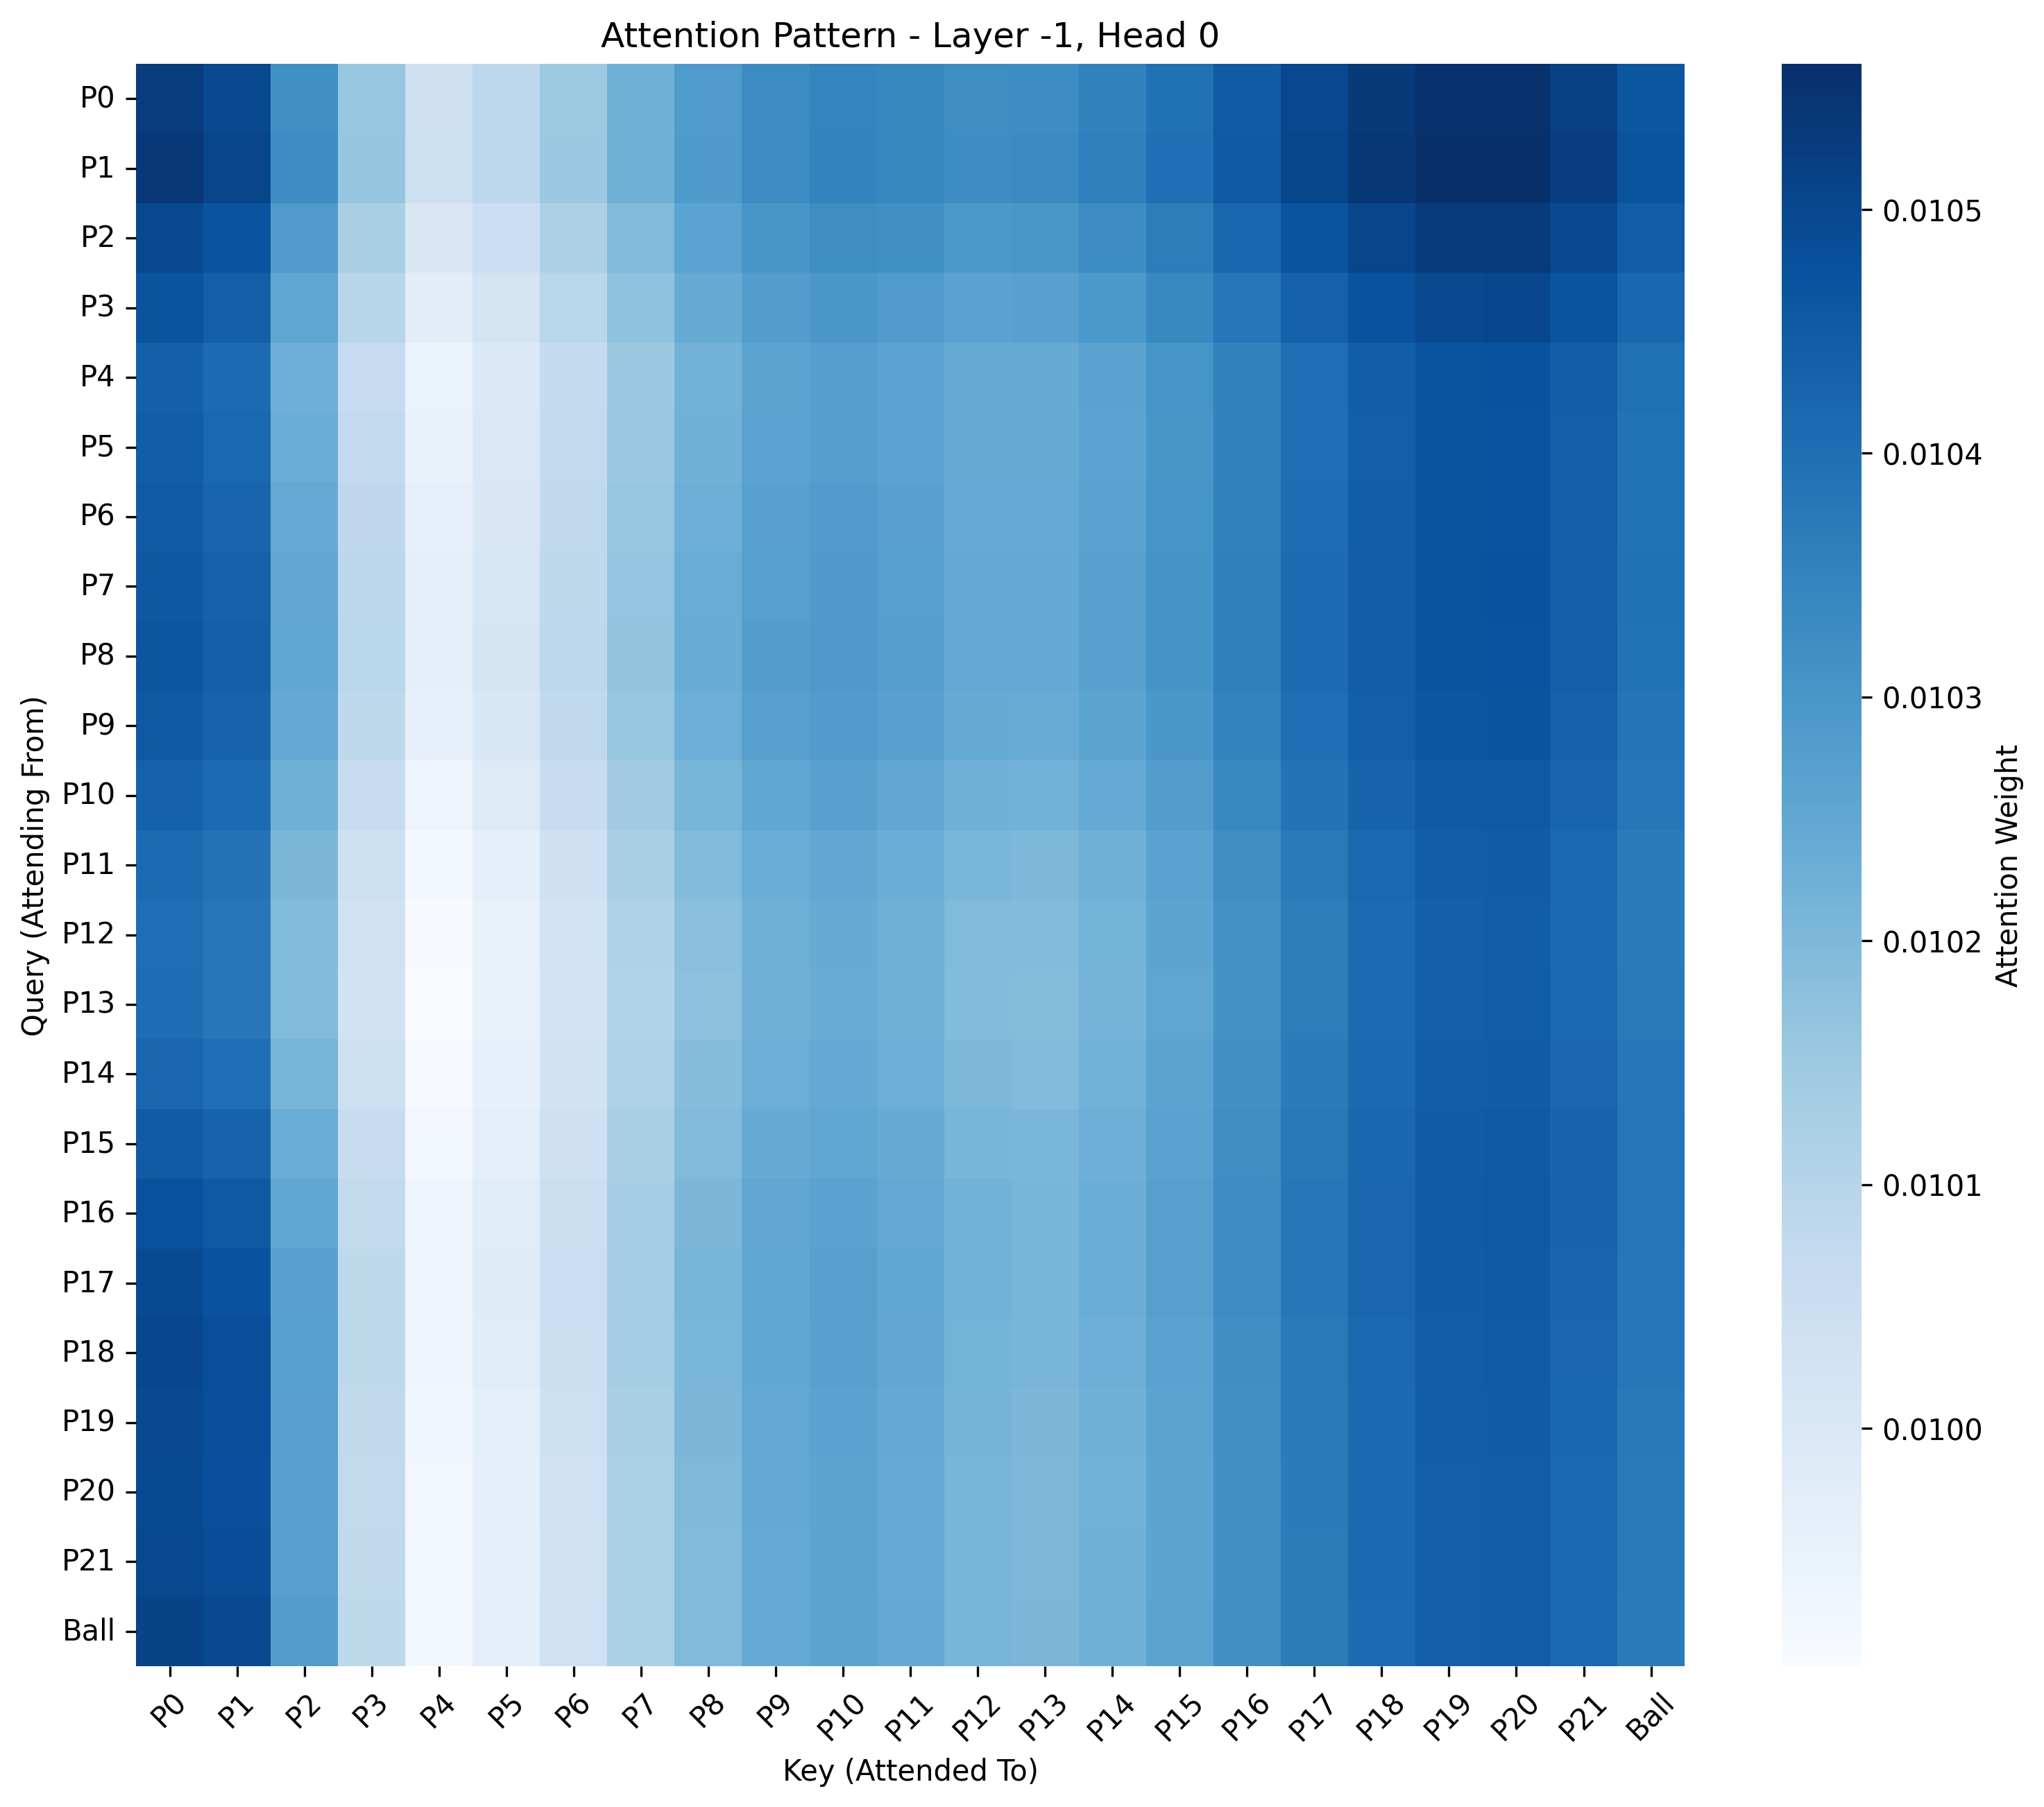 Attention Pattern - Layer -1, Head 0
Query (Attending From)
P0
P1
P2
P3
P4
P5
P6
P7
P8
P9
P10
P11
P12
P13
P14
P15
P16
P17
P18
P19
P20
P21
Ball
P0 P1 P2 P3 P4 P5 P6 P7 P8 P9 P10 P11 P12 P13 P14 P15 P16 P17 P18 P19 P20 P21 Ball
Key (Attended To)
0.0105
0.0104
0.0103
0.0102
0.0101
0.0100
Attention Weight